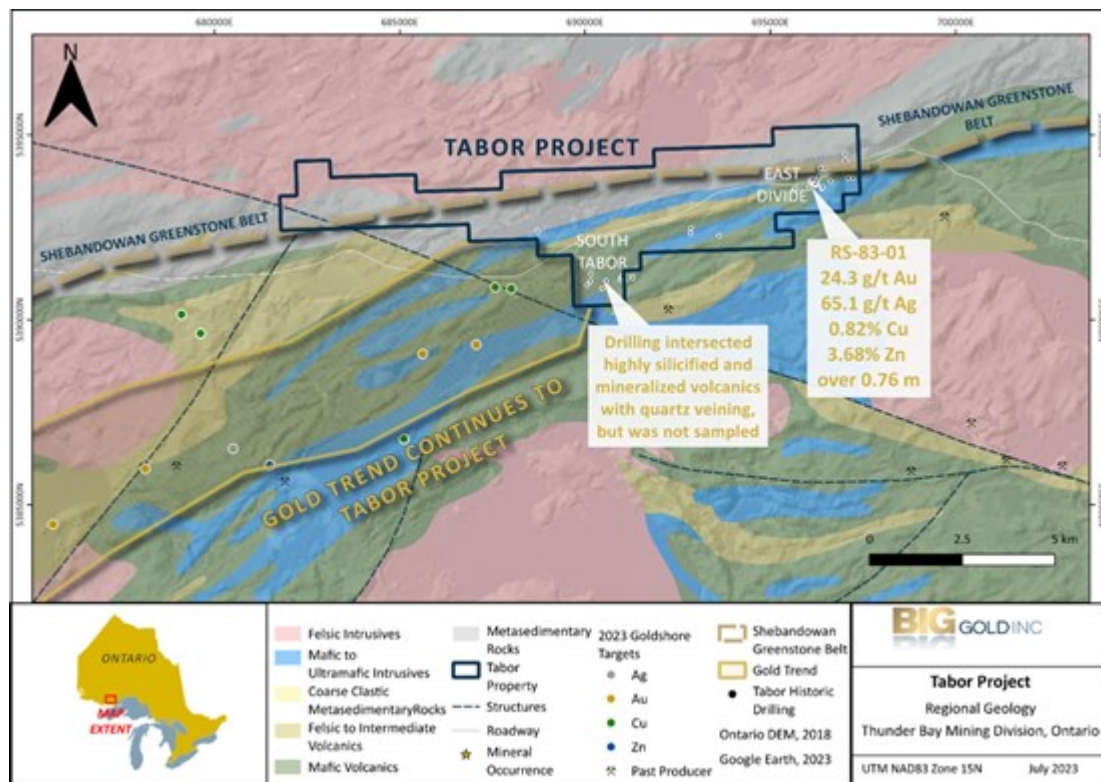 680000E
685000E
690000E
695000E
700000E
N
5395000N
5390000N
5385000N
SHEBANDOWAN GREENSTONE
BELT
TABOR PROJECT
EAST
DIVIDE
SHEBANDOWAN GREENSTONE BELT
SOUTH
TABOR
RS-83-01
24.3 g/t Au
65.1 g/t Ag
0.82% Cu
3.68% Zn
over 0.76 m
Drilling intersected
highly silicified and
mineralized volcanics
with quartz veining,
but was not sampled
GOLD TREND CONTINUES TO
TABOR PROJECT
0
2.5
5 km
ONTARIO
MAP
EXTENT
Felsic Intrusives
Mafic to
Ultramafic Intrusives
Coarse Clastic
MetasedimentaryRocks
Felsic to Intermediate
Volcanics
Mafic Volcanics
Metasedimentary
Rocks
Tabor
Property
Structures
Roadway
Mineral
Occurrence
2023 Goldshore
Targets
Ag
Au
Cu
Zn
Past Producer
Shebandowan
Greenstone Belt
Gold Trend
Tabor Historic
Drilling
Ontario DEM, 2018
Google Earth, 2023
BIG GOLD INC
Tabor Project
Regional Geology
Thunder Bay Mining Division, Ontario
UTM NAD83 Zone 15N
July 2023